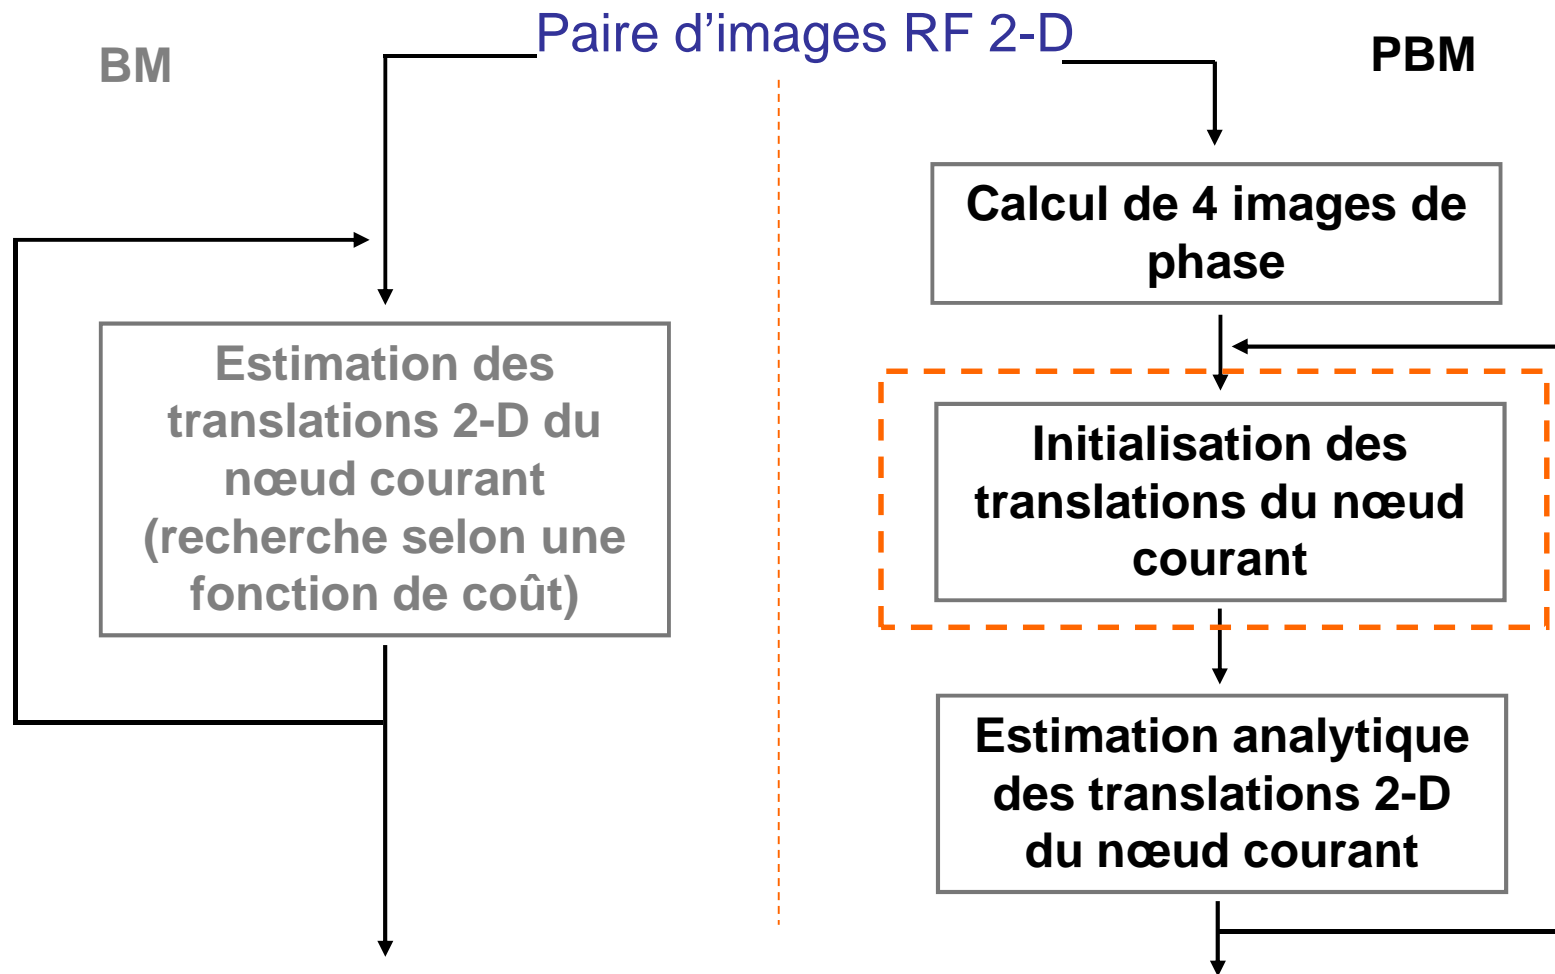 Paire d’images RF 2-D
BM
PBM
Estimation des
translations 2-D du
nœud courant
(recherche selon une
fonction de coût)
Calcul de 4 images de
phase
Initialisation des
translations du nœud
courant
Estimation analytique
des translations 2-D
du nœud courant